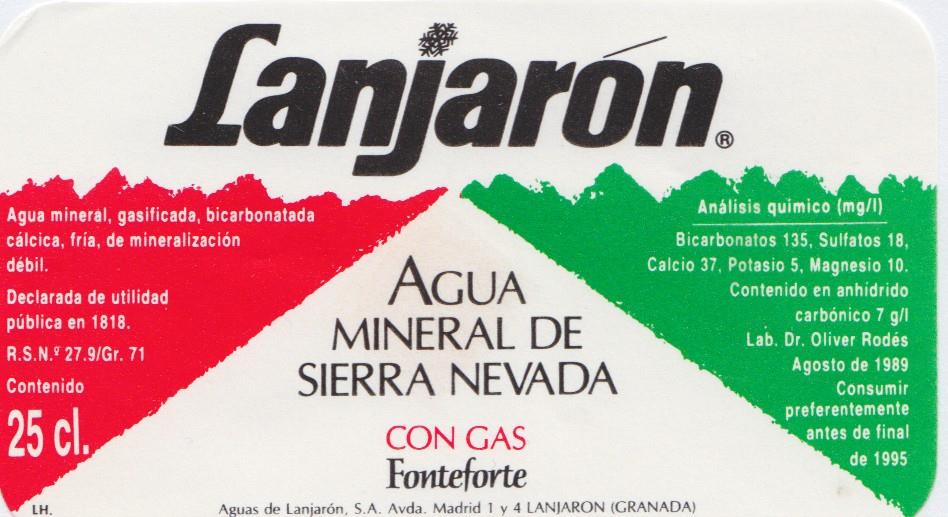 Lanjarón®
Agua mineral, gasificada, bicarbonatada
cálcica, fría, de mineralización
débil.
Declarada de utilidad
pública en 1818.
R.S.N.º 27.9/Gr. 71
Contenido
25 cl.
AGUA
MINERAL DE
SIERRA NEVADA
CON GAS
Fonteforte
Análisis quimico (mg/l)
Bicarbonatos 135, Sulfatos 18,
Calcio 37, Potasio 5, Magnesio 10.
Contenido en anhídrido
carbónico 7 g/l
Lab. Dr. Oliver Rodés
Agosto de 1989
Consumir
preferentemente
antes de final
de 1995
LH.
Aguas de Lanjarón, S.A. Avda. Madrid 1 y 4 LANJARON (GRANADA)